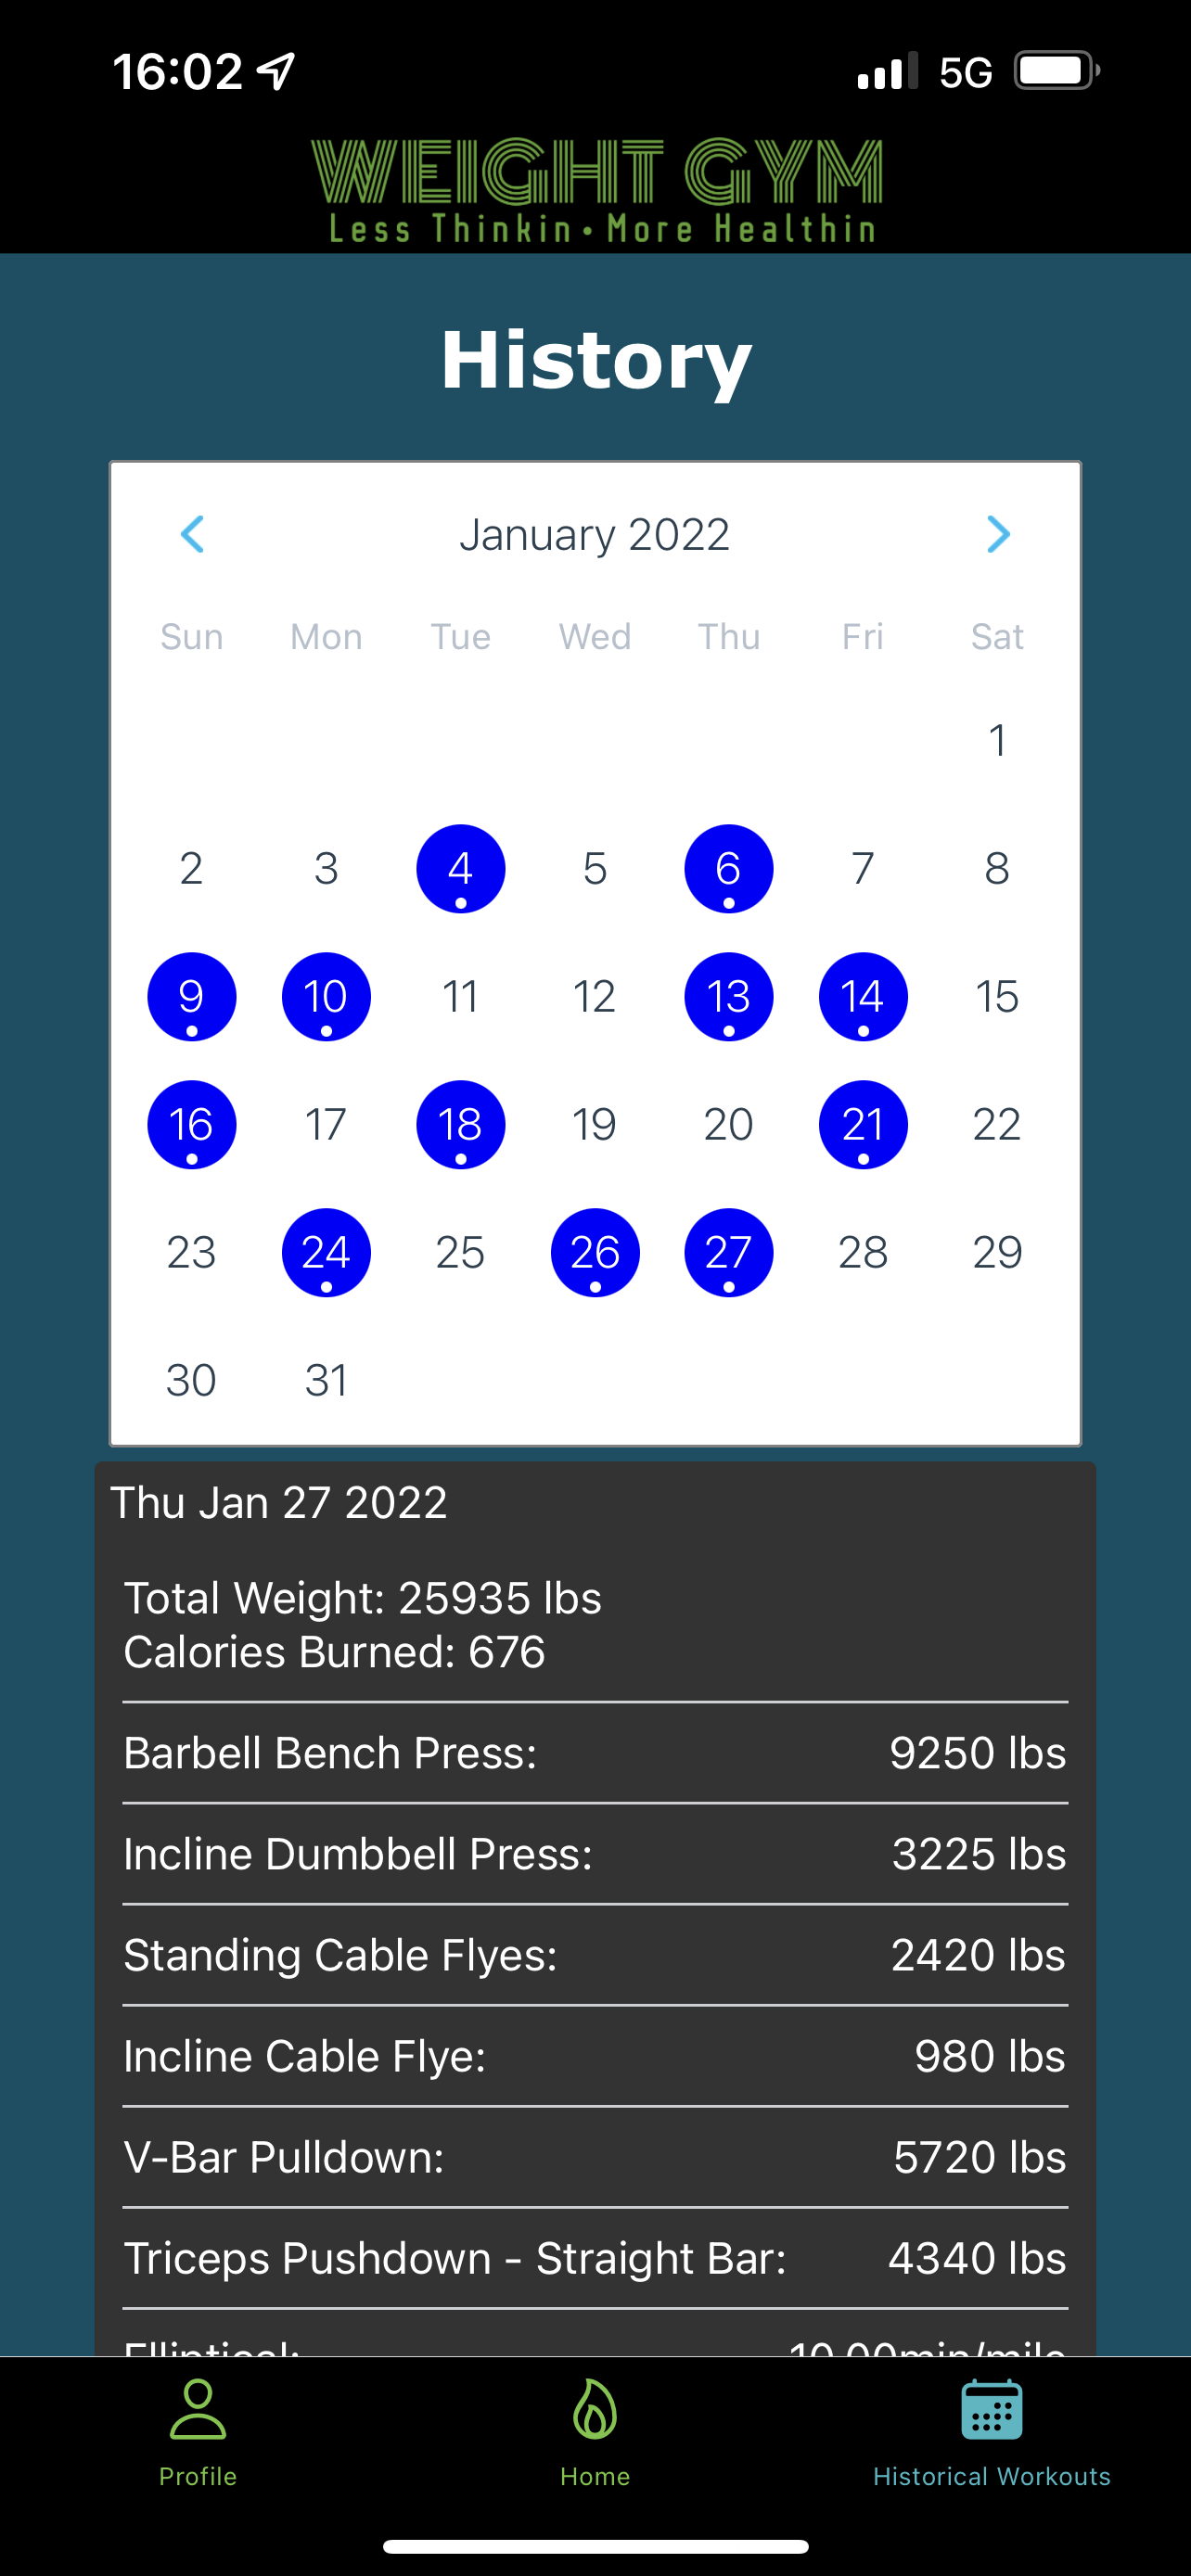 16:02 5G
WEIGHT GYM
Less Thinkin • More Healthin
History
January 2022
Sun Mon Tue Wed Thu Fri Sat
1
2 3 4 5 6 7 8
9 10 11 12 13 14 15
16 17 18 19 20 21 22
23 24 25 26 27 28 29
30 31
Thu Jan 27 2022
Total Weight: 25935 lbs
Calories Burned: 676
Barbell Bench Press: 9250 lbs
Incline Dumbbell Press: 3225 lbs
Standing Cable Flyes: 2420 lbs
Incline Cable Flye: 980 lbs
V-Bar Pulldown: 5720 lbs
Triceps Pushdown - Straight Bar: 4340 lbs
Elliptical: 10.00min/mile
Profile Home Historical Workouts